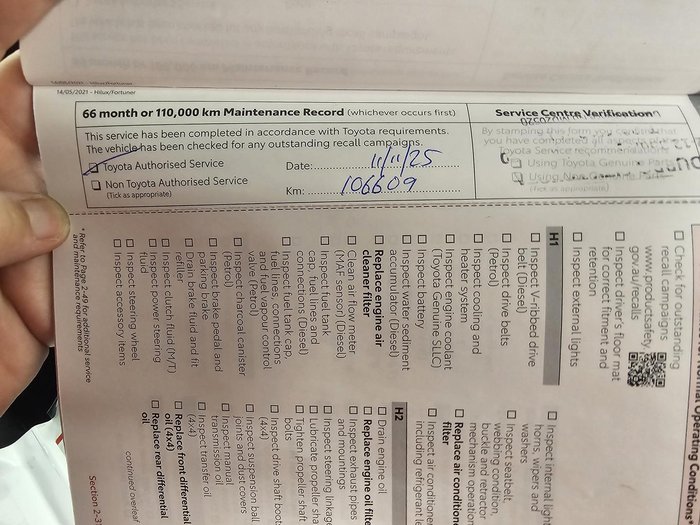 14/05/2021 - Hilux/Fortuner
66 month or 110,000 km Maintenance Record (whichever occurs first)
This service has been completed in accordance with Toyota requirements.
The vehicle has been checked for any outstanding recall campaigns.
Toyota Authorised Service
Date: 11/11/25
Non Toyota Authorised Service
Km: 106609
(Tick as appropriate)
Service Centre Verification
By stamping this form you
you have completed all
Toyota Service recommendations
Using Toyota Genuine Parts
Using Non Genuine Parts
(Tick as appropriate)
Check for outstanding
recall campaigns
www.productsafety.
gov.au/recalls
Inspect driver's floor mat
for correct fitment and
retention
Inspect external lights
H1
Inspect V-ribbed drive
belt (Diesel)
Inspect drive belts
(Petrol)
Inspect cooling and
heater system
Inspect engine coolant
(Toyota Genuine SLLC)
Inspect battery
Inspect water sediment
accumulator (Diesel)
Replace engine air
cleaner filter
Clean air flow meter
(MAF sensor) (Diesel)
Inspect fuel tank
cap, fuel lines and
connections (Diesel)
Inspect fuel tank cap,
fuel lines, connections
and fuel vapour control
valve (Petrol)
Inspect charcoal canister
(petrol)
Inspect brake pedal and
parking brake
Drain brake fluid and fit
refiller
Inspect clutch fluid (M/T)
Inspect power steering
fluid
Inspect steering wheel
Inspect accessory items
* Refer to Page 2-49 for additional service
and maintenance requirements
Operating Conditions
Inspect internal lights,
horns, wipers and
washers
Inspect seatbelt,
webbing condition,
buckle and retractor
mechanism operation
Replace air conditioner
filter
Inspect air conditioner
including refrigerant
H2
Drain engine oil
Replace engine oil filter
Inspect exhaust pipes
and mountings
Inspect steering linkage
Lubricate propeller shaft
Tighten propeller shaft
bolts
Inspect drive shaft boots
(4x4)
Inspect suspension ball
joints and dust covers
Inspect manual
transmission oil
Inspect transfer oil
(4x4)
Replace front differential
oil (4x4)
Replace rear differential
oil
continued overleaf
Section 2-3